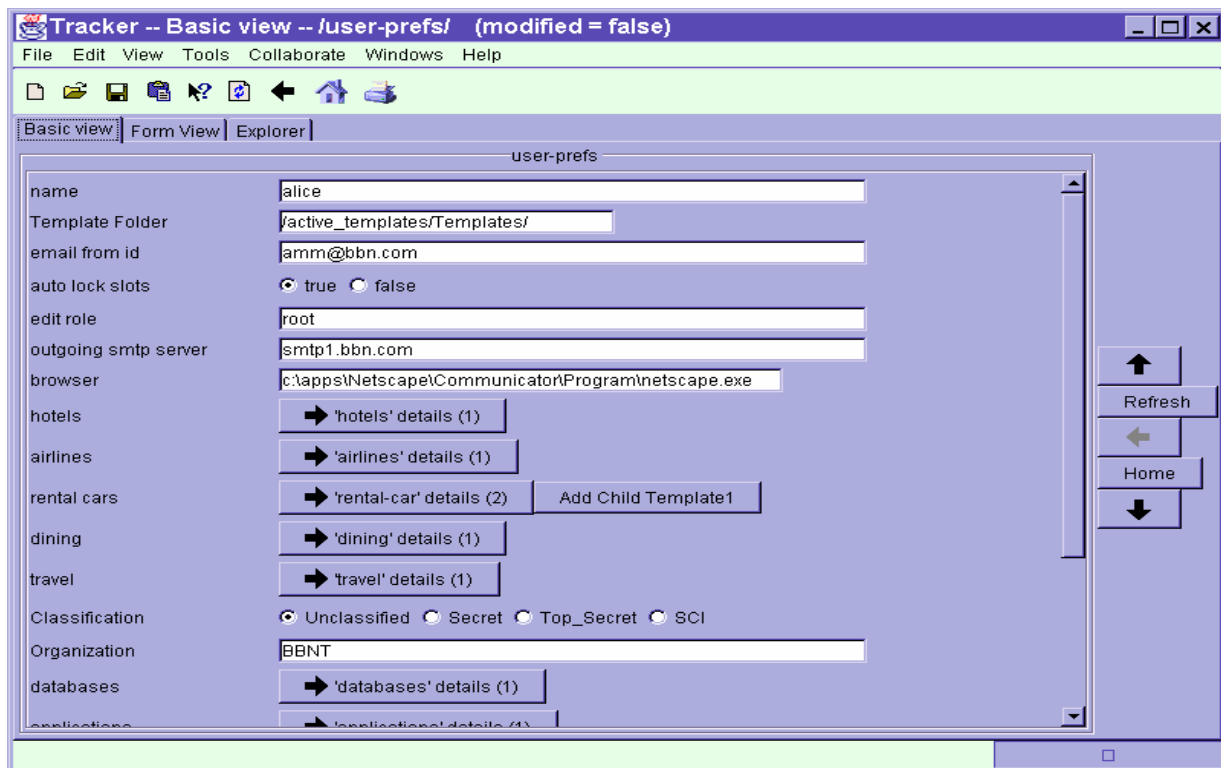 Tracker -- Basic view -- /user-prefs/ (modified = false)
File Edit View Tools Collaborate Windows Help
Basic view Form View Explorer
user-prefs
name alice
Template Folder /active_templates/Templates/
email from id amm@bbn.com
auto lock slots true false
edit role root
outgoing smtp server smtp1.bbn.com
browser c:\apps\Netscape\Communicator\Program\netscape.exe
hotels 'hotels' details (1)
Refresh
airlines 'airlines' details (1)
Home
rental cars 'rental-car' details (2) Add Child Template1
dining 'dining' details (1)
travel 'travel' details (1)
Classification Unclassified Secret Top_Secret SCI
Organization BBNT
databases 'databases' details (1)
applications 'applications' details (1)